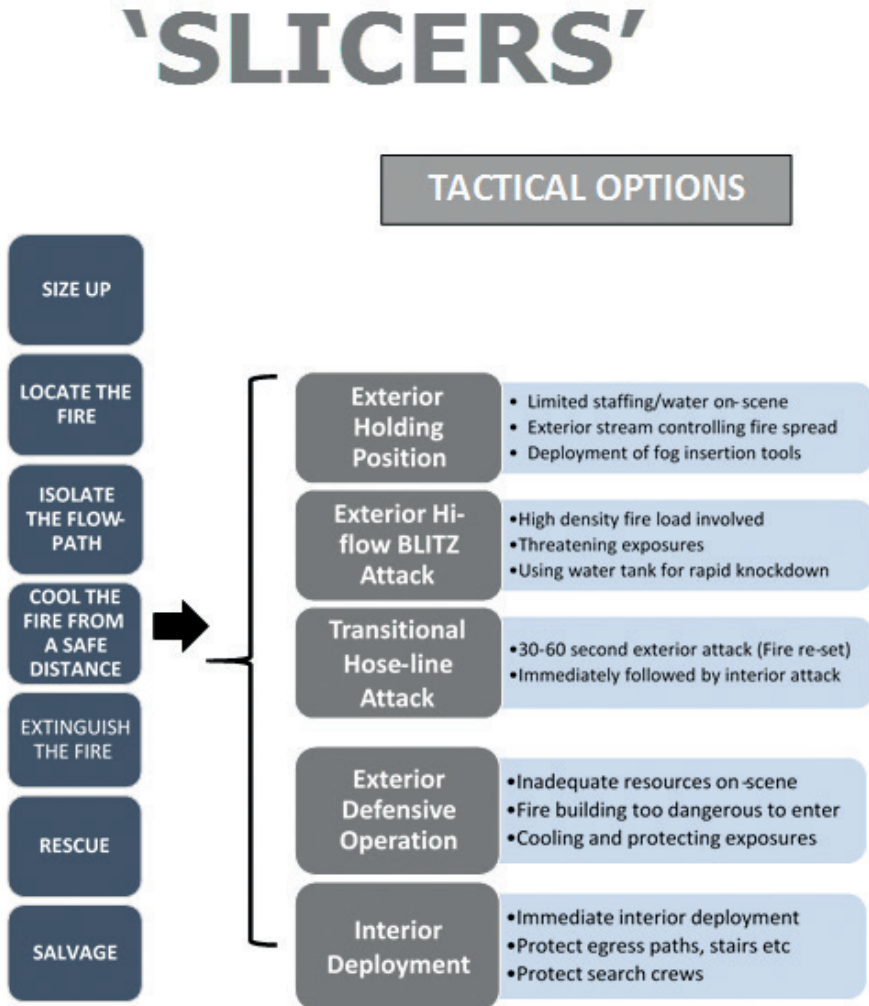 ‘SLICERS’
TACTICAL OPTIONS
SIZE UP
LOCATE THE
FIRE
ISOLATE
THE FLOW-
PATH
COOL THE
FIRE FROM
A SAFE
DISTANCE
EXTINGUISH
THE FIRE
RESCUE
SALVAGE
Exterior
Holding
Position
• Limited staffing/water on-scene
• Exterior stream controlling fire spread
• Deployment of fog insertion tools
Exterior Hi-
flow BLITZ
Attack
•High density fire load involved
•Threatening exposures
•Using water tank for rapid knockdown
Transitional
Hose-line
Attack
•30-60 second exterior attack (Fire re-set)
•Immediately followed by interior attack
Exterior
Defensive
Operation
•Inadequate resources on-scene
•Fire building too dangerous to enter
•Cooling and protecting exposures
Interior
Deployment
•Immediate interior deployment
•Protect egress paths, stairs etc
•Protect search crews